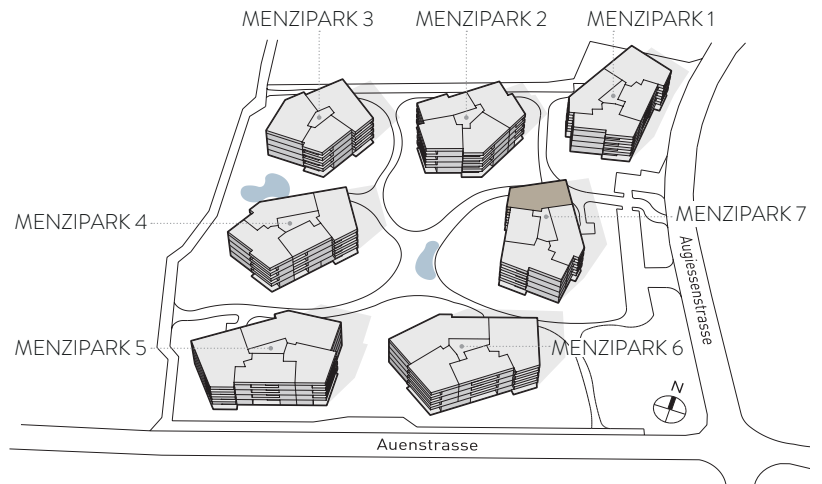 MENZIPARK 3
MENZIPARK 2
MENZIPARK 1
MENZIPARK 4
MENZIPARK 7
Augiessenstrasse
MENZIPARK 5
MENZIPARK 6
N
Auenstrasse